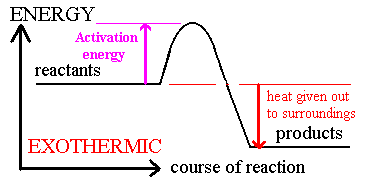 ENERGY
Activation
energy
reactants
heat given out
to surroundings
products
EXOTHERMIC
course of reaction